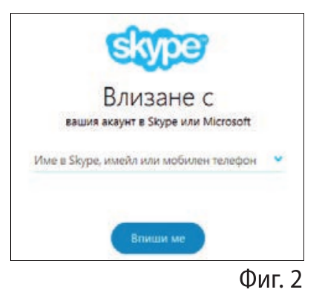 skype
Влизане с
вашия акаунт в Skype или Microsoft
Име в Skype, имейл или мобилен телефон
Впиши ме
Фиг. 2